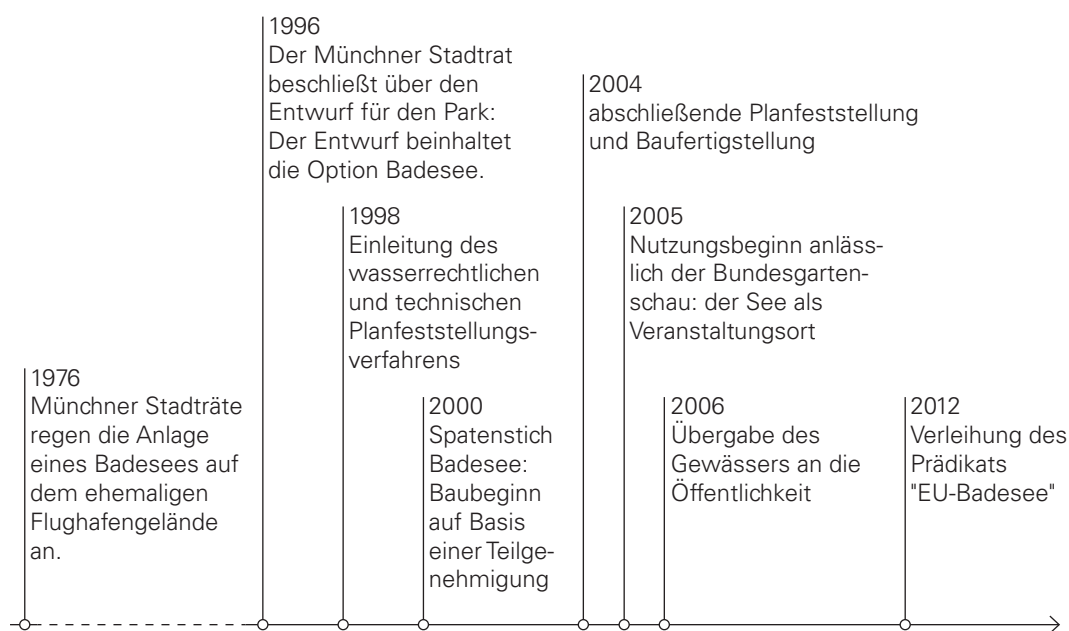 1996
Der Münchner Stadtrat
beschließt über den
Entwurf für den Park:
Der Entwurf beinhaltet
die Option Badesee.
2004
abschließende Planfeststellung
und Baufertigstellung
1998
Einleitung des
wasserrechtlichen
und technischen
Planfeststellungs-
verfahrens
2005
Nutzungsbeginn anläss-
lich der Bundesgarten-
schau: der See als
Veranstaltungsort
1976
Münchner Stadträte
regen die Anlage
eines Badesees auf
dem ehemaligen
Flughafengelände
an.
2000
Spatenstich
Badesee:
Baubeginn
auf Basis
einer Teilge-
nehmigung
2006
Übergabe des
Gewässers an die
Öffentlichkeit
2012
Verleihung des
Prädikats
"EU-Badesee"